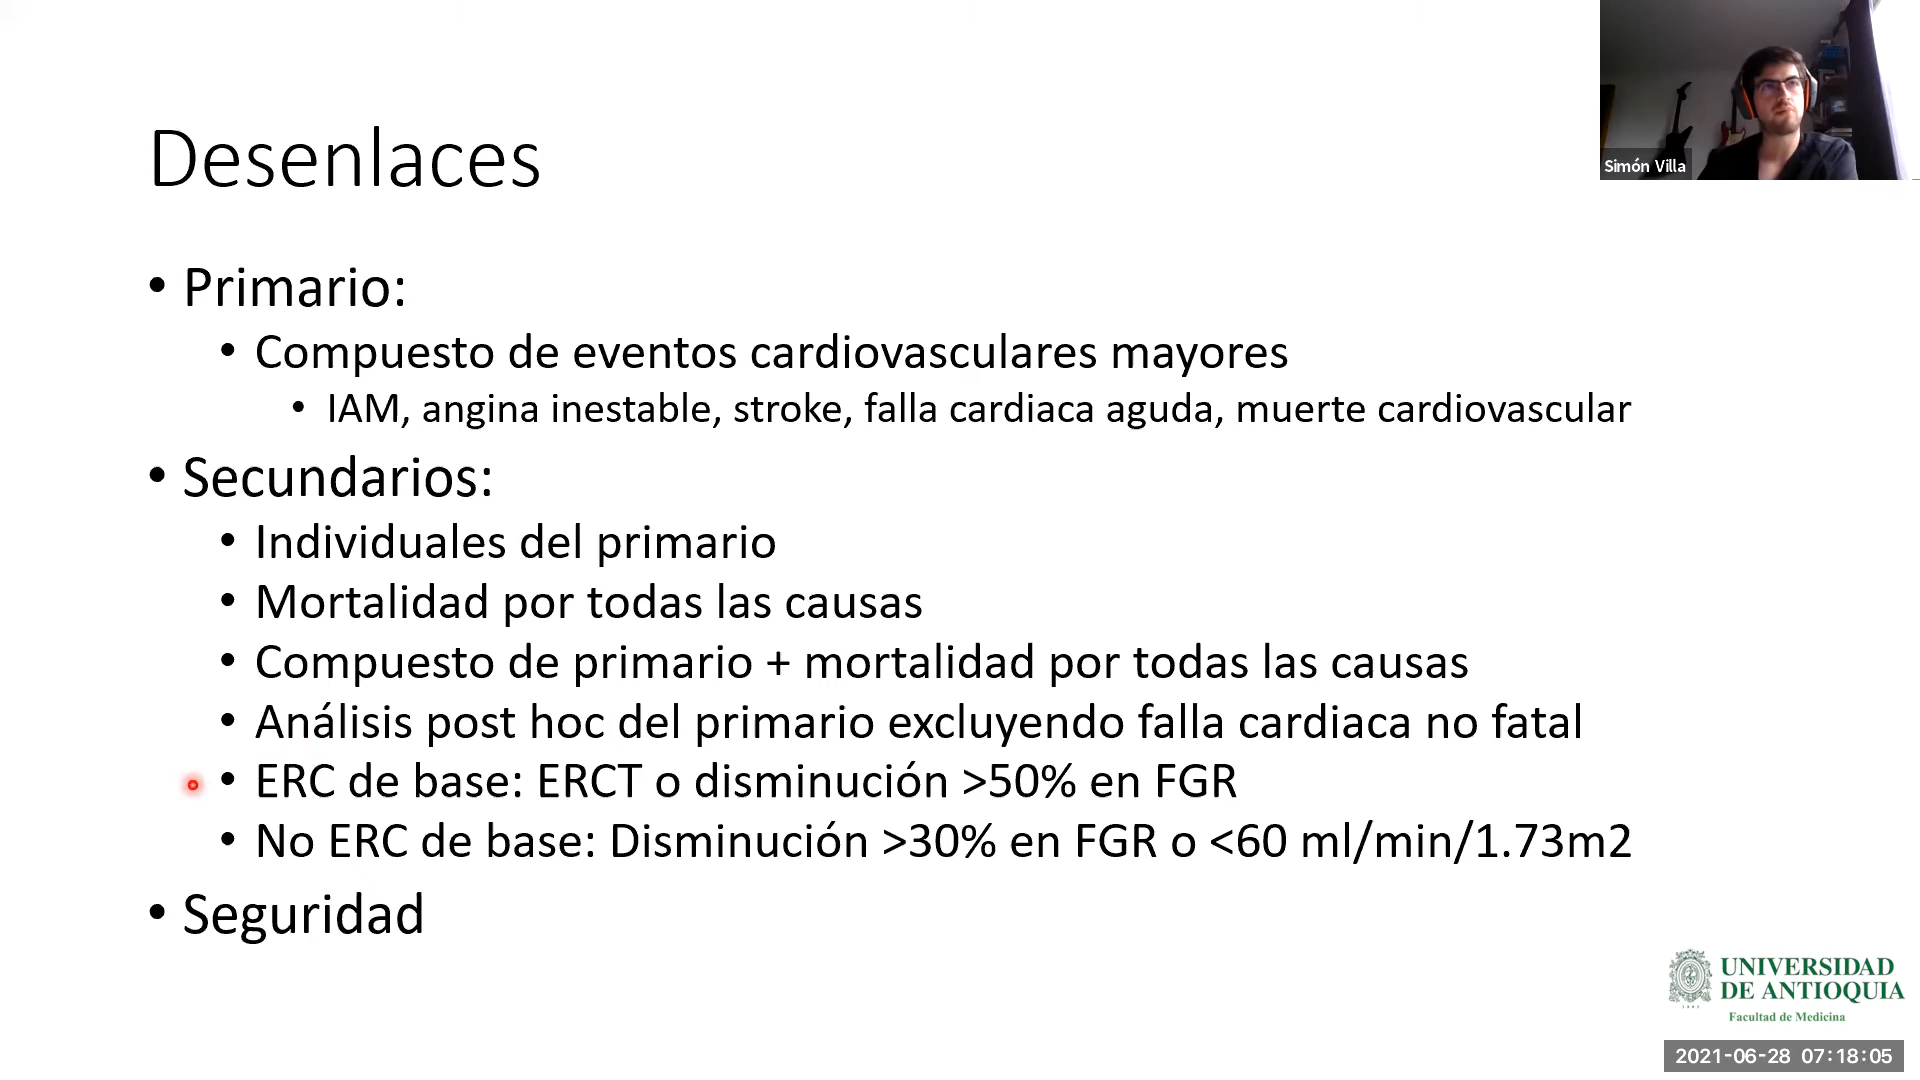 Simón Villa
Desenlaces
• Primario:
• Compuesto de eventos cardiovasculares mayores
• IAM, angina inestable, stroke, falla cardiaca aguda, muerte cardiovascular
• Secundarios:
• Individuales del primario
• Mortalidad por todas las causas
• Compuesto de primario + mortalidad por todas las causas
• Análisis post hoc del primario excluyendo falla cardiaca no fatal
• ERC de base: ERCT o disminución >50% en FGR
• No ERC de base: Disminución >30% en FGR o <60 ml/min/1.73m2
• Seguridad
UNIVERSIDAD
DE ANTIOQUIA
Facultad de Medicina
2021-06-28 07:18:05